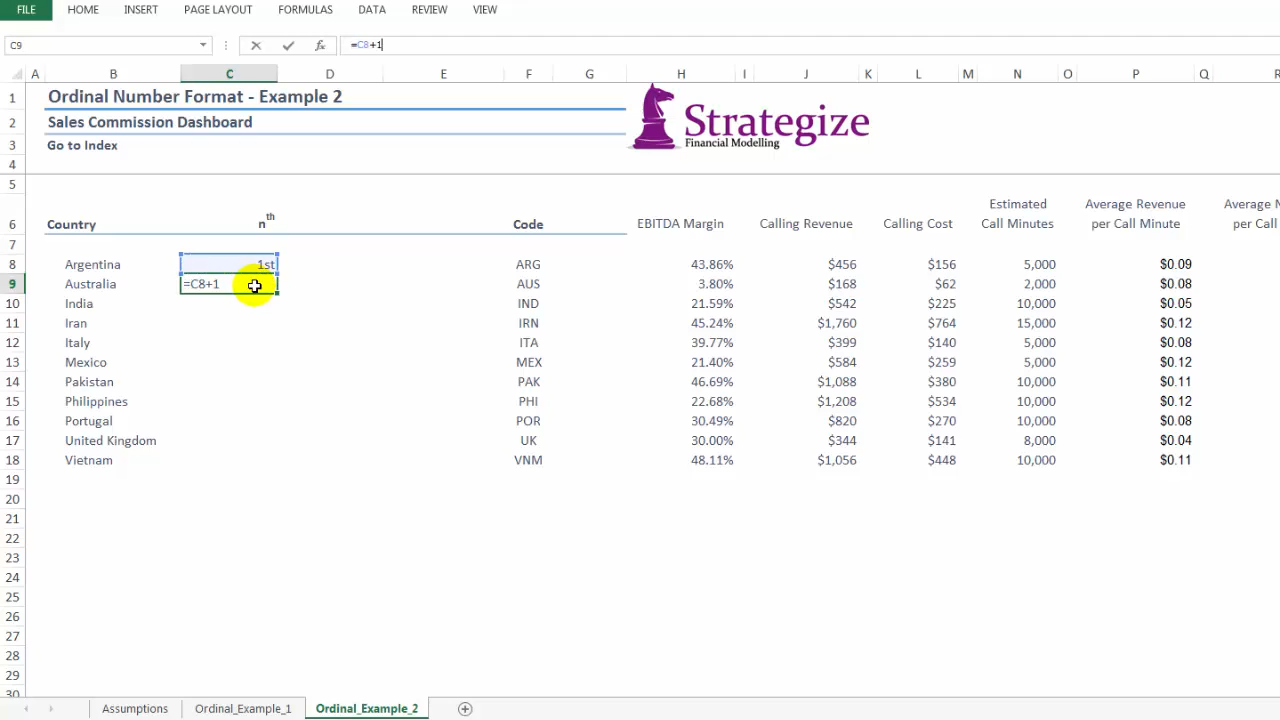 FILE HOME INSERT PAGE LAYOUT FORMULAS DATA REVIEW VIEW
C9 fx =C8+1
A B C D E F G H I J K L M N O P Q R
1 Ordinal Number Format - Example 2
2 Sales Commission Dashboard
3 Go to Index
Strategize
Financial Modelling
4
5
6 Country nth Code EBITDA Margin Calling Revenue Calling Cost Estimated Call Minutes Average Revenue per Call Minute Average N per Call
7
8 Argentina 1st ARG 43.86% $456 $156 5,000 $0.09
9 Australia =C8+1 AUS 3.80% $168 $62 2,000 $0.08
10 India IND 21.59% $542 $225 10,000 $0.05
11 Iran IRN 45.24% $1,760 $764 15,000 $0.12
12 Italy ITA 39.77% $399 $140 5,000 $0.08
13 Mexico MEX 21.40% $584 $259 5,000 $0.12
14 Pakistan PAK 46.69% $1,088 $380 10,000 $0.11
15 Philippines PHI 22.68% $1,208 $534 10,000 $0.12
16 Portugal POR 30.49% $820 $270 10,000 $0.08
17 United Kingdom UK 30.00% $344 $141 8,000 $0.04
18 Vietnam VNM 48.11% $1,056 $448 10,000 $0.11
19
20
21
22
23
24
25
26
27
28
29
30
Assumptions Ordinal_Example_1 Ordinal_Example_2